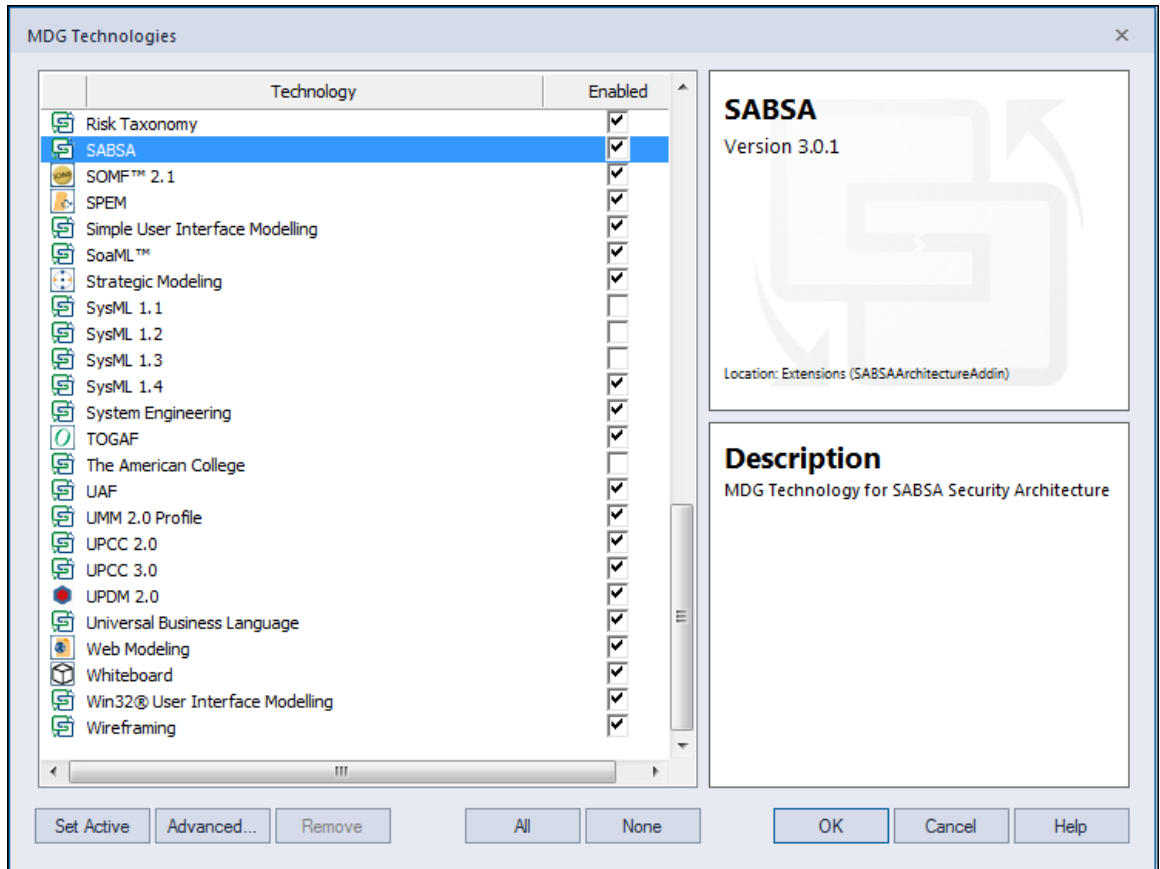 MDG Technologies
Technology Enabled
Risk Taxonomy
SABSA
SOMF™ 2.1
SPEM
Simple User Interface Modelling
SoaML™
Strategic Modeling
SysML 1.1
SysML 1.2
SysML 1.3
SysML 1.4
System Engineering
TOGAF
The American College
UAF
UMM 2.0 Profile
UPCC 2.0
UPCC 3.0
UPDM 2.0
Universal Business Language
Web Modeling
Whiteboard
Win32® User Interface Modelling
Wireframing
SABSA
Version 3.0.1
Location: Extensions (SABSAArchitectureAddin)
Description
MDG Technology for SABSA Security Architecture
Set Active Advanced... Remove All None OK Cancel Help